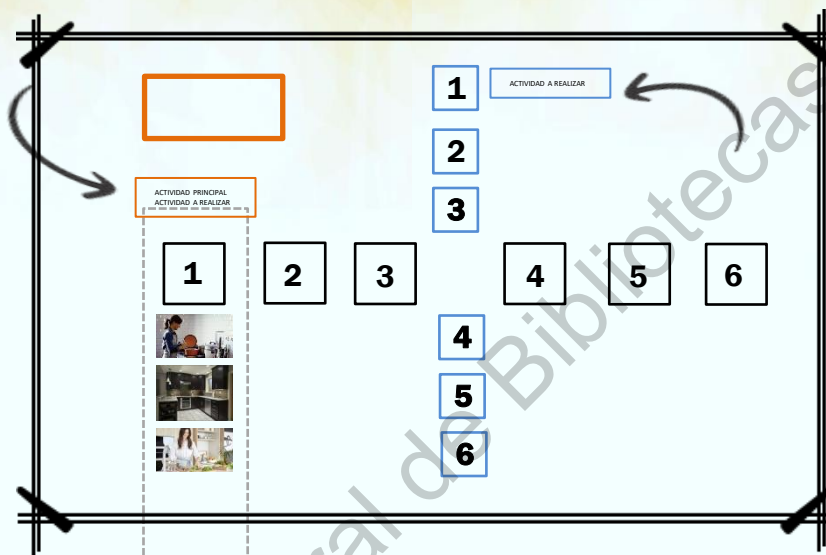 1
ACTIVIDAD A REALIZAR
2
3
ACTIVIDAD PRINCIPAL
ACTIVIDAD A REALIZAR
1 2 3 4 5 6
4
5
6
ral de Bibliotecas